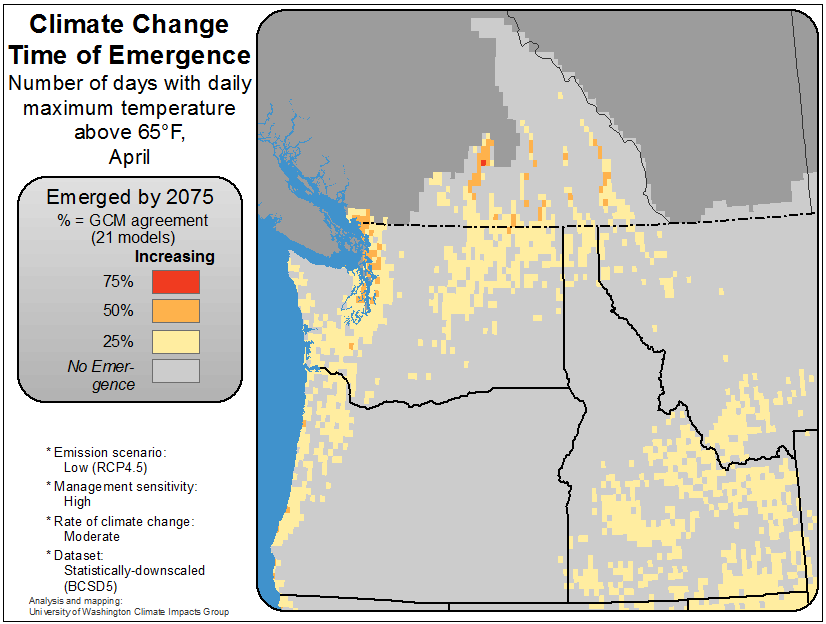 Climate Change
Time of Emergence
Number of days with daily
maximum temperature
above 65°F,
April
Emerged by 2075
% = GCM agreement
(21 models)
Increasing
75%
50%
25%
No Emer-
gence
* Emission scenario:
Low (RCP4.5)
* Management sensitivity:
High
* Rate of climate change:
Moderate
* Dataset:
Statistically-downscaled
(BCSD5)
Analysis and mapping:
University of Washington Climate Impacts Group